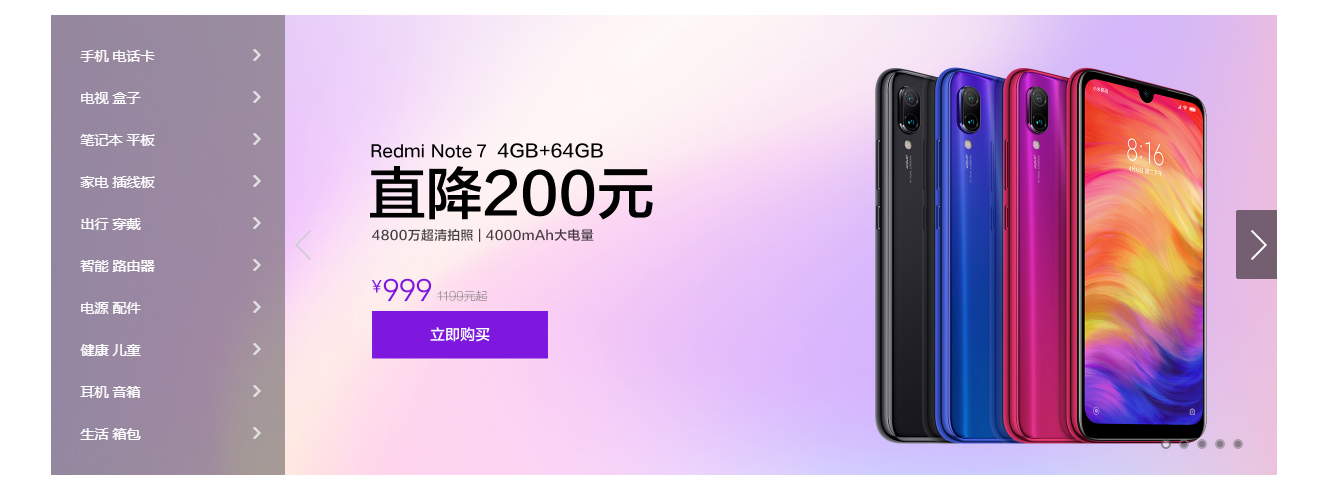 手机 电话卡
电视 盒子
笔记本 平板
家电 插线板
出行 穿戴
智能 路由器
电源 配件
健康 儿童
耳机 音箱
生活 箱包
Redmi Note 7 4GB+64GB
直降200元
4800万超清拍照 | 4000mAh大电量
¥999 1199元起
立即购买
8:16